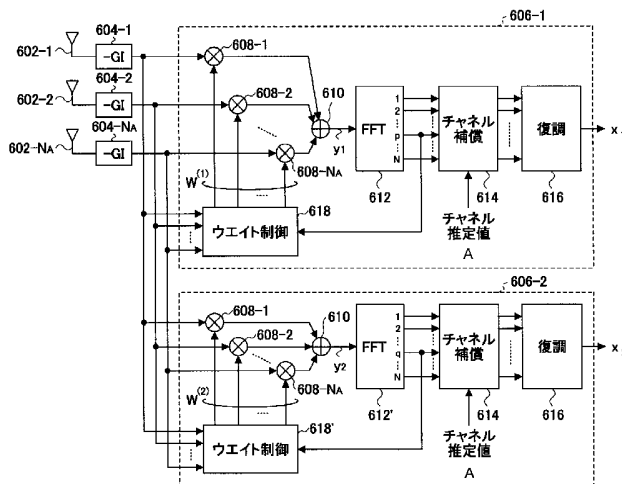 602-1
604-1
-GI
608-1
606-1
602-2
604-2
-GI
608-2
610
602-NA
604-NA
-GI
608-NA
y1
FFT
1
2
p
N
612
チャネル
補償
614
復調
616
x
W(1)
618
ウエイト制御
チャネル
推定値
A
606-2
608-1
608-2
610
608-NA
y2
FFT
1
2
q
N
612'
チャネル
補償
614
復調
616
x
W(2)
618'
ウエイト制御
チャネル
推定値
A